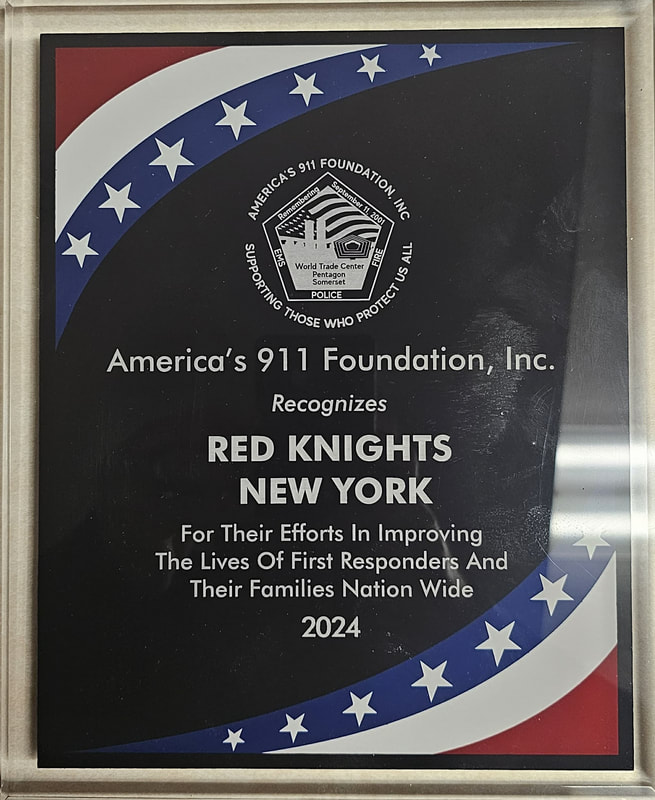 AMERICA'S 911 FOUNDATION, INC
Remembering September 11, 2001
EMS
FIRE
World Trade Center
Pentagon
Somerset
POLICE
SUPPORTING THOSE WHO PROTECT US ALL
America's 911 Foundation, Inc.
Recognizes
RED KNIGHTS
NEW YORK
For Their Efforts In Improving
The Lives Of First Responders And
Their Families Nation Wide
2024